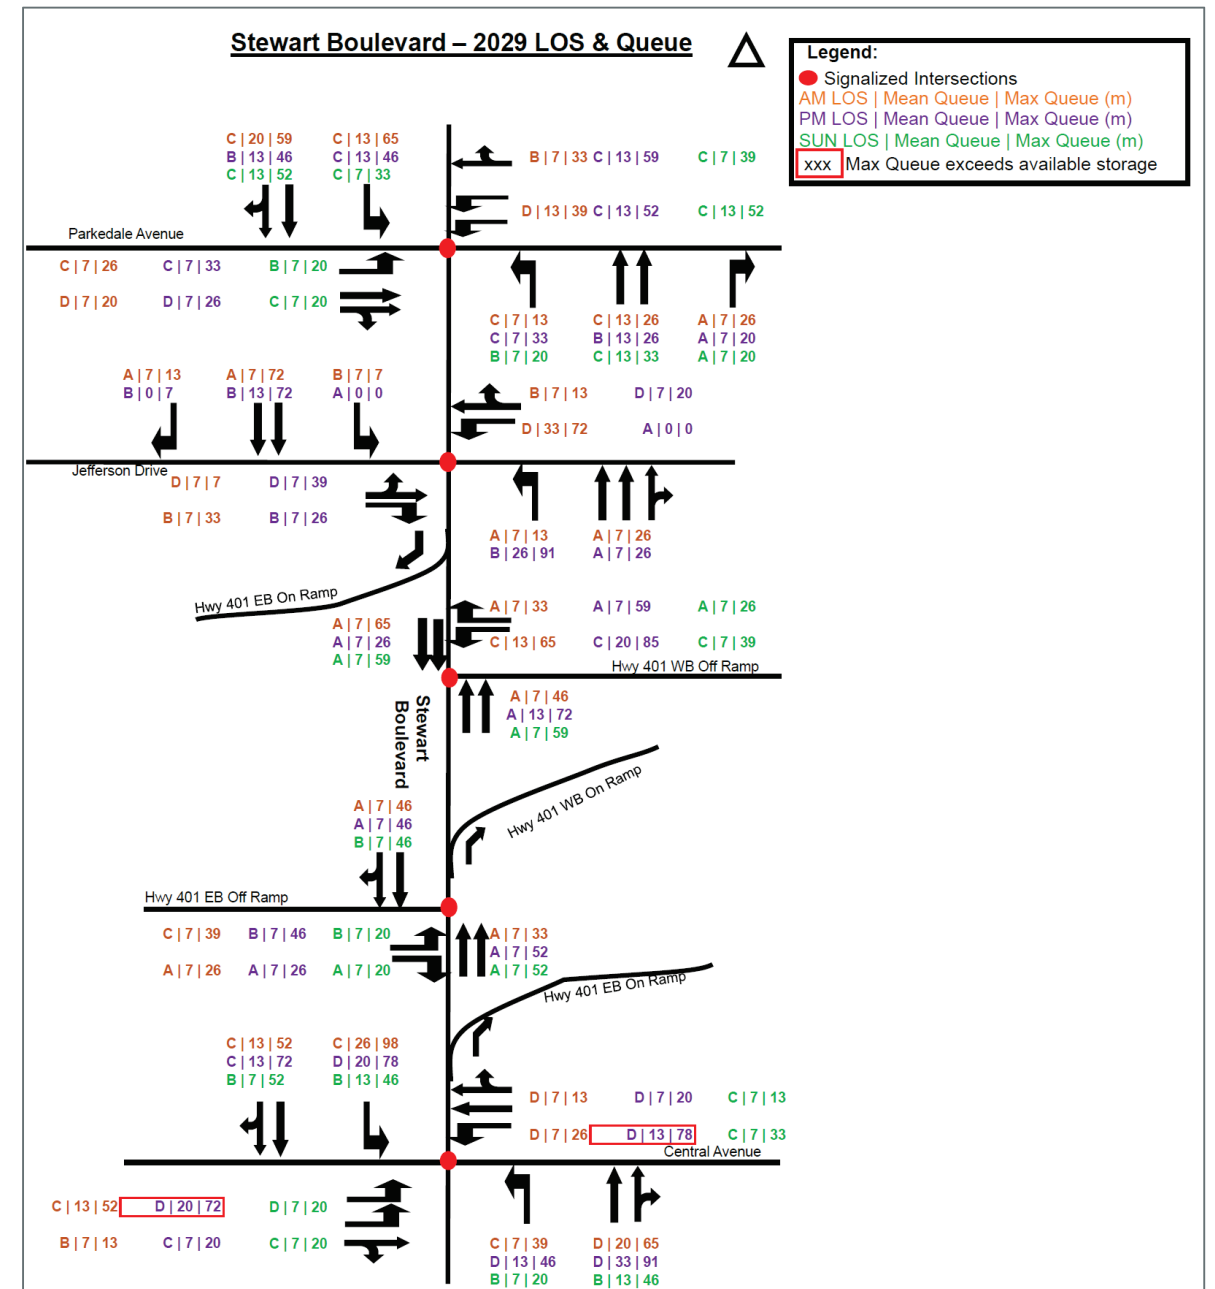 Stewart Boulevard – 2029 LOS & Queue
Legend:
Signalized Intersections
AM LOS | Mean Queue | Max Queue (m)
PM LOS | Mean Queue | Max Queue (m)
SUN LOS | Mean Queue | Max Queue (m)
xxx Max Queue exceeds available storage
C | 20 | 59
B | 13 | 46
C | 13 | 52
C | 13 | 65
C | 13 | 46
C | 7 | 33
B | 7 | 33 C | 13 | 59 C | 7 | 39
D | 13 | 39 C | 13 | 52 C | 13 | 52
Parkedale Avenue
C | 7 | 26 C | 7 | 33 B | 7 | 20
D | 7 | 20 D | 7 | 26 C | 7 | 20
C | 7 | 13
C | 7 | 33
B | 7 | 20
C | 13 | 26
B | 13 | 26
C | 13 | 33
A | 7 | 26
A | 7 | 20
A | 7 | 20
A | 7 | 13
B | 0 | 7
A | 7 | 72
B | 13 | 72
B | 7 | 7
A | 0 | 0
B | 7 | 13 D | 7 | 20
D | 33 | 72 A | 0 | 0
Jefferson Drive
D | 7 | 7 D | 7 | 39
B | 7 | 33 B | 7 | 26
A | 7 | 13
B | 26 | 91
A | 7 | 26
A | 7 | 26
Hwy 401 EB On Ramp
A | 7 | 33 A | 7 | 59 A | 7 | 26
C | 13 | 65 C | 20 | 85 C | 7 | 39
A | 7 | 65
A | 7 | 26
A | 7 | 59
Hwy 401 WB Off Ramp
A | 7 | 46
A | 13 | 72
A | 7 | 59
Stewart
Boulevard
Hwy 401 WB On Ramp
A | 7 | 46
A | 7 | 46
B | 7 | 46
Hwy 401 EB Off Ramp
C | 7 | 39 B | 7 | 46 B | 7 | 20
A | 7 | 26 A | 7 | 26 A | 7 | 20
A | 7 | 33
A | 7 | 52
A | 7 | 52
Hwy 401 EB On Ramp
C | 13 | 52
C | 13 | 72
B | 7 | 52
C | 26 | 98
D | 20 | 78
B | 13 | 46
D | 7 | 13 D | 7 | 20 C | 7 | 13
D | 7 | 26 D | 13 | 78 C | 7 | 33
Central Avenue
C | 13 | 52 D | 20 | 72 D | 7 | 20
B | 7 | 13 C | 7 | 20 C | 7 | 20
C | 7 | 39
D | 13 | 46
B | 7 | 20
D | 20 | 65
D | 33 | 91
B | 13 | 46